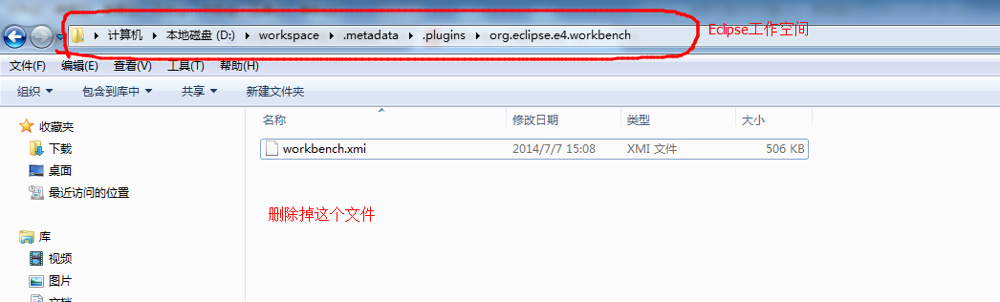 计算机 本地磁盘 (D:) workspace .metadata .plugins org.eclipse.e4.workbench
Eclipse工作空间
文件(F) 编辑(E) 查看(V) 工具(T) 帮助(H)
组织 包含到库中 共享 新建文件夹
收藏夹
下载
桌面
最近访问的位置
库
视频
图片
文档
名称 修改日期 类型 大小
workbench.xmi 2014/7/7 15:08 XMI 文件 506 KB
删除掉这个文件